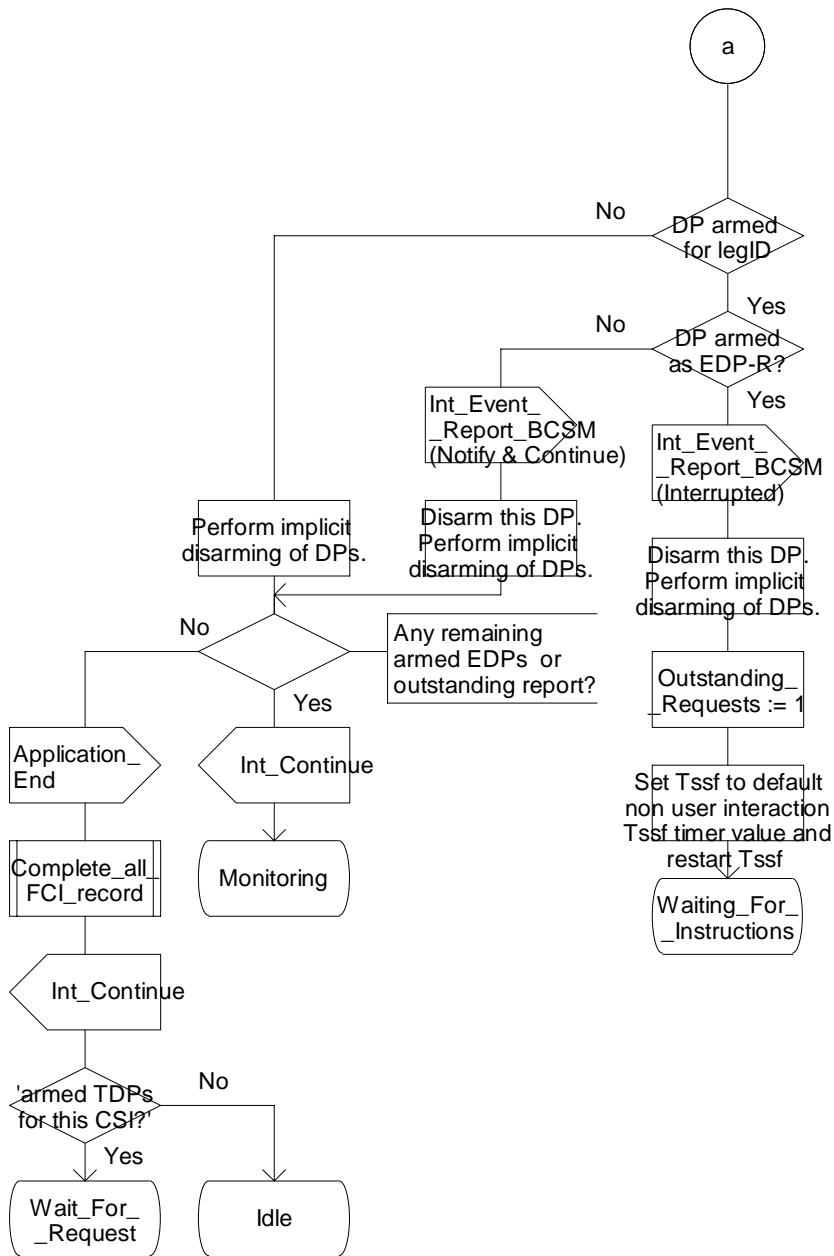 a
No
DP armed
for legID
Yes
No
DP armed
as EDP-R?
Yes
Int_Event_
_Report_BCSM
(Notify & Continue)
Int_Event_
_Report_BCSM
(Interrupted)
Perform implicit
disarming of DPs.
Disarm this DP.
Perform implicit
disarming of DPs.
Disarm this DP.
Perform implicit
disarming of DPs.
No
Any remaining
armed EDPs or
outstanding report?
Yes
Outstanding_
_Requests := 1
Application_
End
Int_Continue
Set Tssf to default
non user interaction
Tssf timer value and
restart Tssf
Complete_all_
FCI_record
Monitoring
Waiting_For_
_Instructions
Int_Continue
'armed TDPs
for this CSI?'
No
Yes
Wait_For_
_Request
Idle